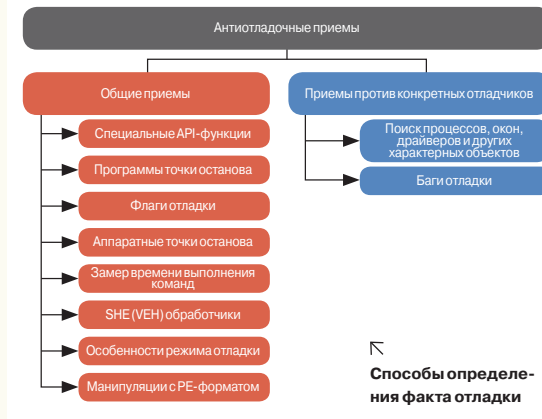 Антиотладочные приемы
Общие приемы
Специальные API-функции
Программы точки останова
Флаги отладки
Аппаратные точки останова
Замер времени выполнения
команд
SHE (VEH) обработчики
Особенности режима отладки
Манипуляции с PE-форматом
Приемы против конкретных отладчиков
Поиск процессов, окон,
драйверов и других
характерных объектов
Баги отладки
Способы определе-
ния факта отладки